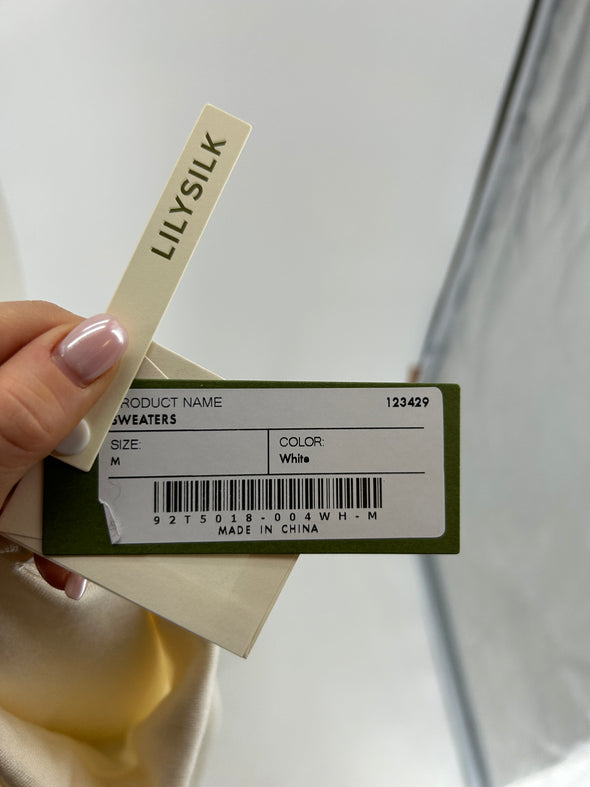 LILYSILK
PRODUCT NAME
123429
SWEATERS
SIZE:
COLOR:
M
White
92T5018-004WH-M
MADE IN CHINA